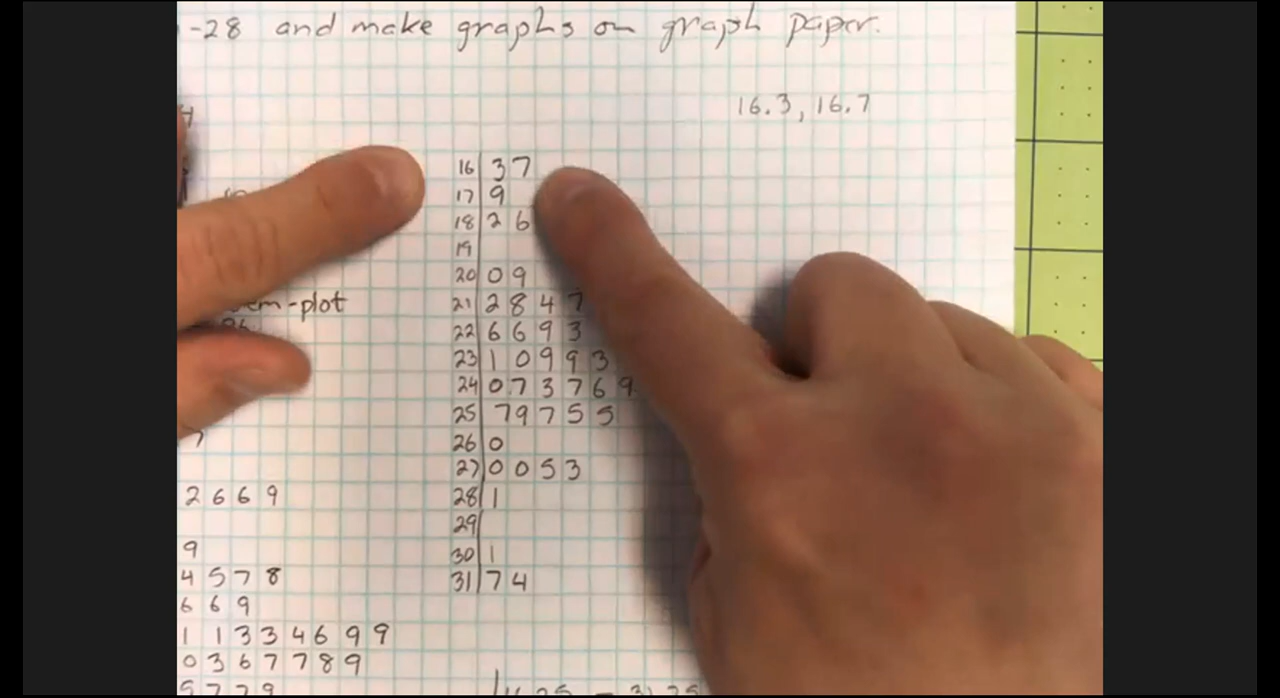 -28 and make graphs on graph paper.
16.3, 16.7
16 | 3 7
17 | 9
18 | 2 6
19 |
20 | 0 9
21 | 2 8 4 7
22 | 6 6 9 3
23 | 1 0 9 9 3
24 | 0 7 3 7 6 9
25 | 7 9 7 5 5
26 | 0
27 | 0 0 5 3
28 | 1
29 |
30 | 1
31 | 7 4
-plot
7
2 6 6 9
9
4 5 7 8
6 6 9
1 1 3 3 4 6 9 9
0 3 6 7 7 8 9